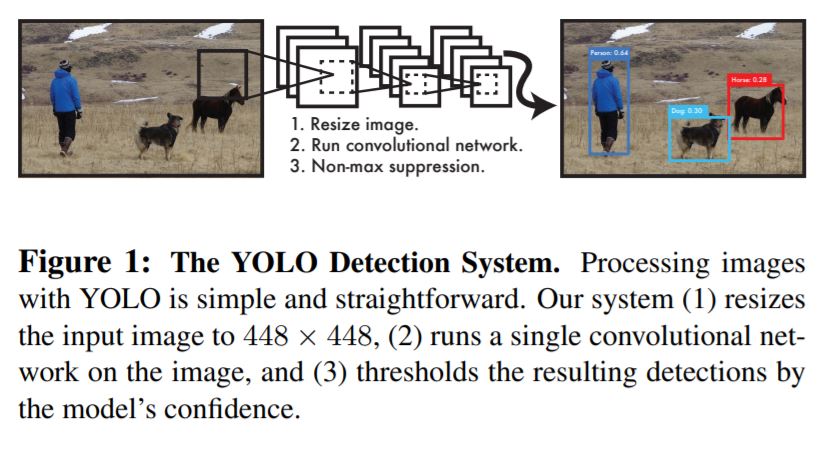 Person: 0.64
Horse: 0.28
Dog: 0.30
1. Resize image.
2. Run convolutional network.
3. Non-max suppression.
Figure 1: The YOLO Detection System. Processing images
with YOLO is simple and straightforward. Our system (1) resizes
the input image to 448 × 448, (2) runs a single convolutional net-
work on the image, and (3) thresholds the resulting detections by
the model's confidence.